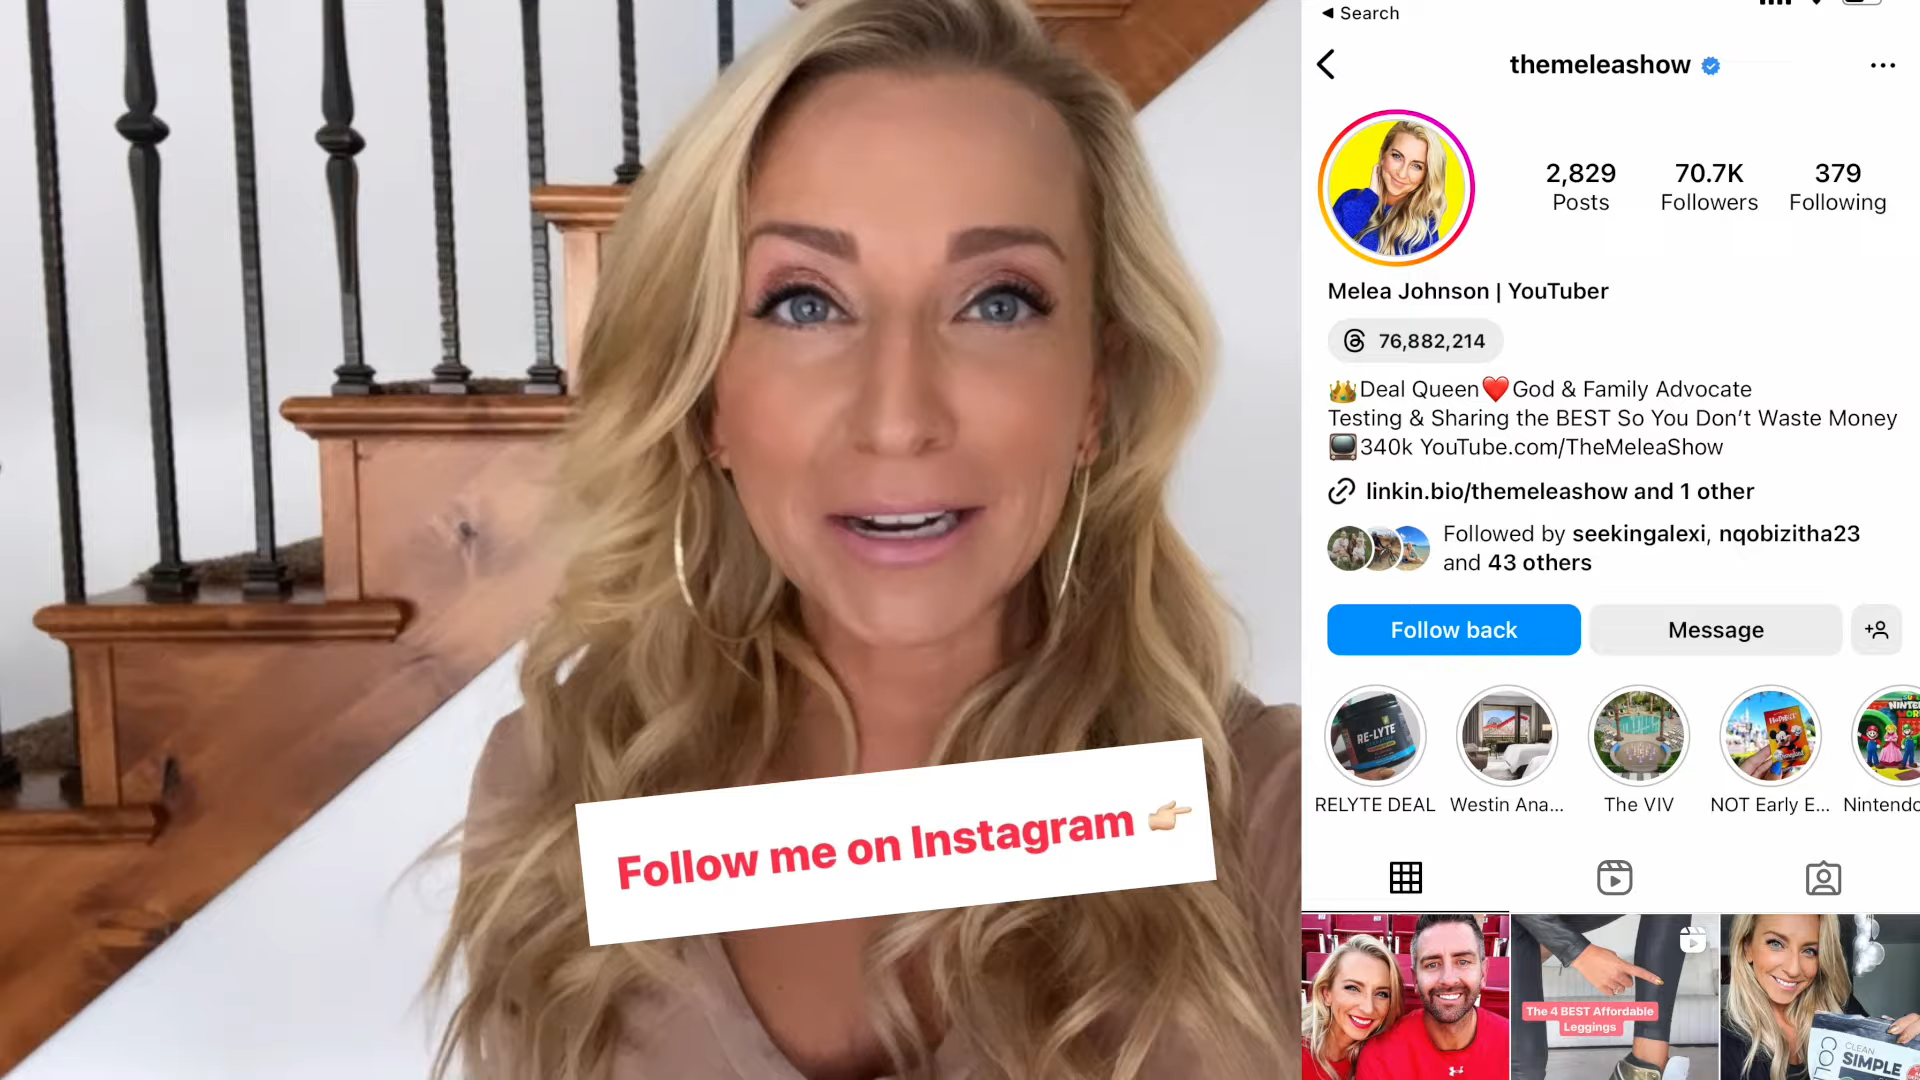 Follow me on Instagram
Search
themeleashow
2,829
Posts
70.7K
Followers
379
Following
Melea Johnson | YouTuber
76,882,214
Deal Queen❤️God & Family Advocate
Testing & Sharing the BEST So You Don’t Waste Money
340k YouTube.com/TheMeleaShow
linkin.bio/themeleashow and 1 other
Followed by seekingalexi, nqobizitha23
and 43 others
Follow back
Message
RE-LYTE
RELYTE DEAL
Westin Ana...
The VIV
NOT Early E...
Nintendo
The 4 BEST Affordable
Leggings
CLEAN
SIMPLE